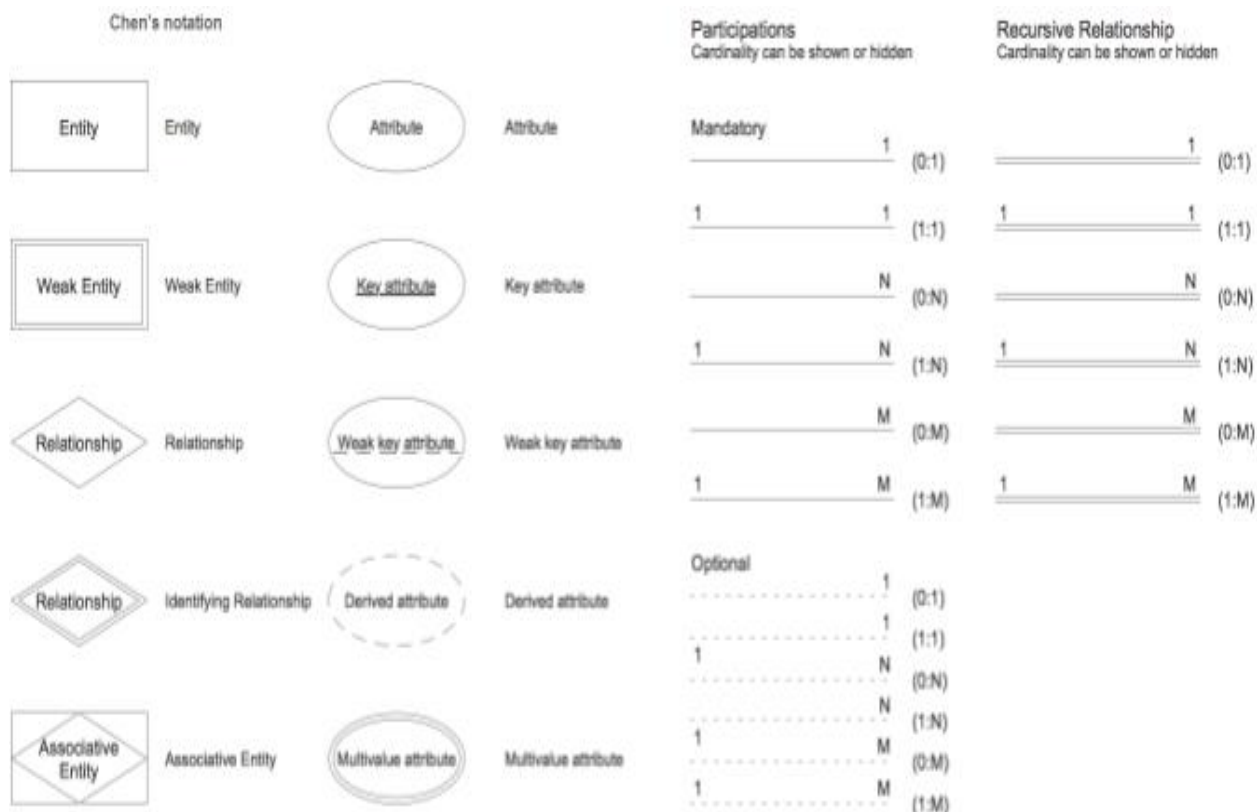 Chen's notation
Entity
Entity
Attribute
Attribute
Weak Entity
Weak Entity
Key attribute
Key attribute
Relationship
Relationship
Weak key attribute
Weak key attribute
Relationship
Identifying Relationship
Derived attribute
Derived attribute
Associative
Entity
Associative Entity
Multivalue attribute
Multivalue attribute
Participations
Cardinality can be shown or hidden
Mandatory
1 (0:1)
1 1 (1:1)
N (0:N)
1 N (1:N)
M (0:M)
1 M (1:M)
Optional
1 (0:1)
1 (1:1)
1
N (0:N)
N (1:N)
1
M (0:M)
1 M (1:M)
Recursive Relationship
Cardinality can be shown or hidden
1 (0:1)
1 1 (1:1)
N (0:N)
1 N (1:N)
M (0:M)
1 M (1:M)